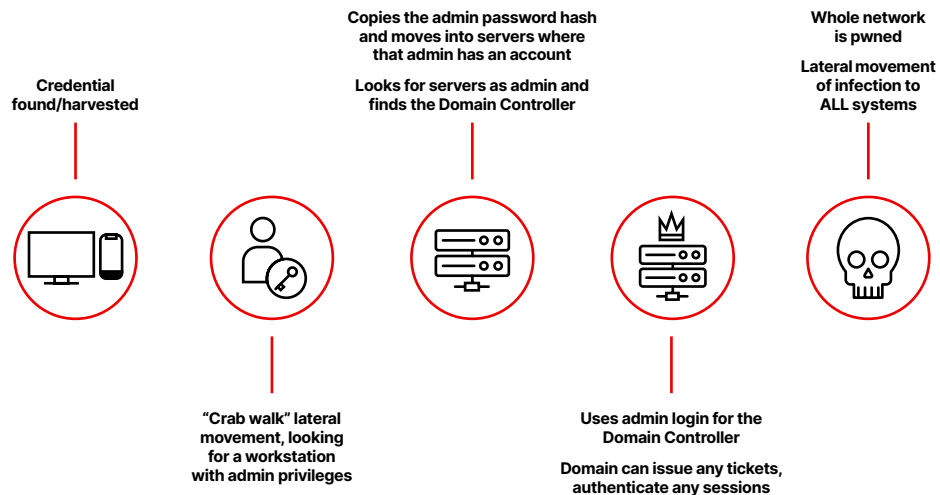 Credential
found/harvested
“Crab walk” lateral
movement, looking
for a workstation
with admin privileges
Copies the admin password hash
and moves into servers where
that admin has an account
Looks for servers as admin and
finds the Domain Controller
Uses admin login for the
Domain Controller
Domain can issue any tickets,
authenticate any sessions
Whole network
is pwned
Lateral movement
of infection to
ALL systems